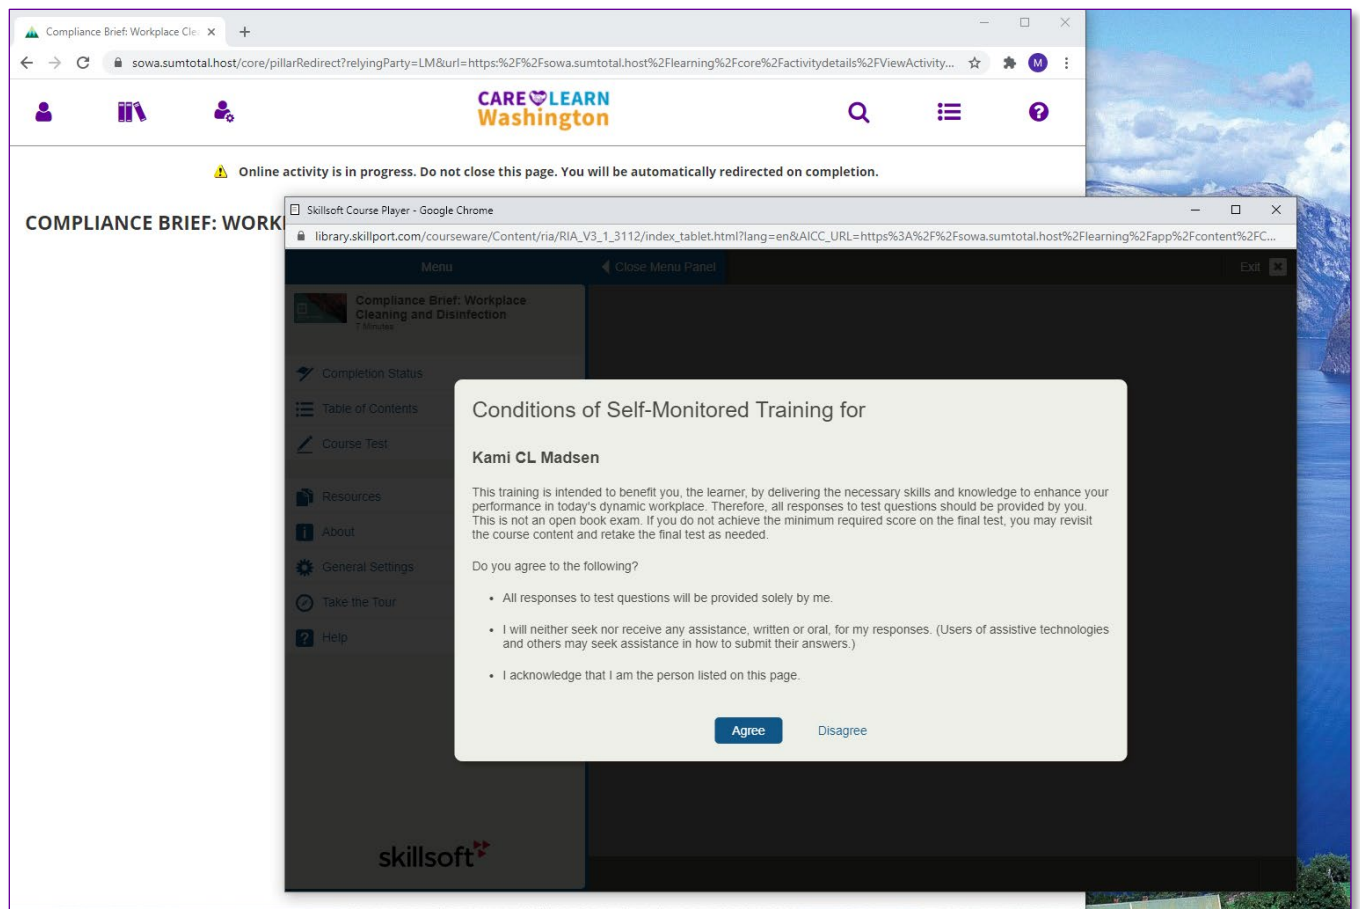 Compliance Brief: Workplace Cle
sowa.sumtotal.host/core/pillarRedirect?relyingParty=LM&url=https:%2F%2Fsowa.sumtotal.host%2Flearning%2Fcore%2Factivitydetails%2FViewActivity...
M
CARE LEARN
Washington
Online activity is in progress. Do not close this page. You will be automatically redirected on completion.
COMPLIANCE BRIEF: WORK
Skillsoft Course Player - Google Chrome
library.skillport.com/courseware/Content/ria/RIA_V3_1_3112/index_tablet.html?lang=en&AICC_URL=https%3A%2F%2Fsowa.sumtotal.host%2Flearning%2Fapp%2Fcontent%2FC...
Menu
Close Menu Panel
Exit
Compliance Brief: Workplace
Cleaning and Disinfection
7 Minutes
Completion Status
Table of Contents
Course Test
Resources
About
General Settings
Take the Tour
Help
Conditions of Self-Monitored Training for
Kami CL Madsen
This training is intended to benefit you, the learner, by delivering the necessary skills and knowledge to enhance your
performance in today's dynamic workplace. Therefore, all responses to test questions should be provided by you.
This is not an open book exam. If you do not achieve the minimum required score on the final test, you may revisit
the course content and retake the final test as needed.
Do you agree to the following?
• All responses to test questions will be provided solely by me.
• I will neither seek nor receive any assistance, written or oral, for my responses. (Users of assistive technologies
and others may seek assistance in how to submit their answers.)
• I acknowledge that I am the person listed on this page.
Agree
Disagree
skillsoft